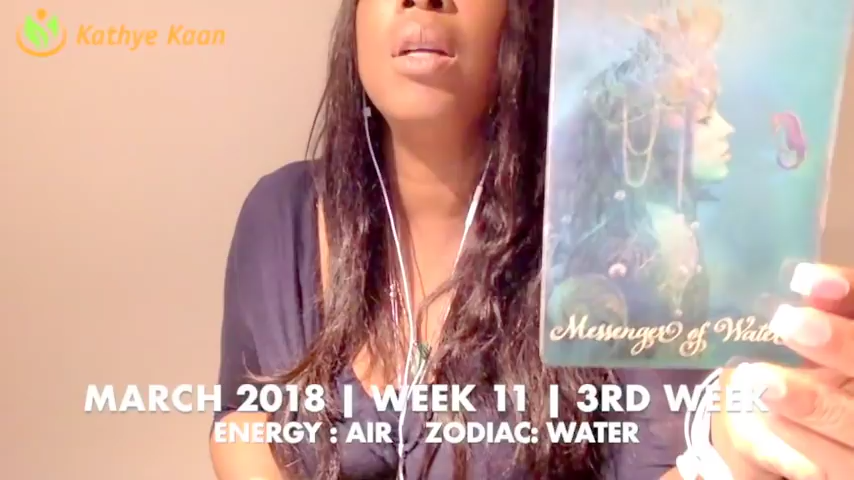 Kathye Kaan
Messenger of Water
MARCH 2018 | WEEK 11 | 3RD WEEK
ENERGY : AIR ZODIAC: WATER